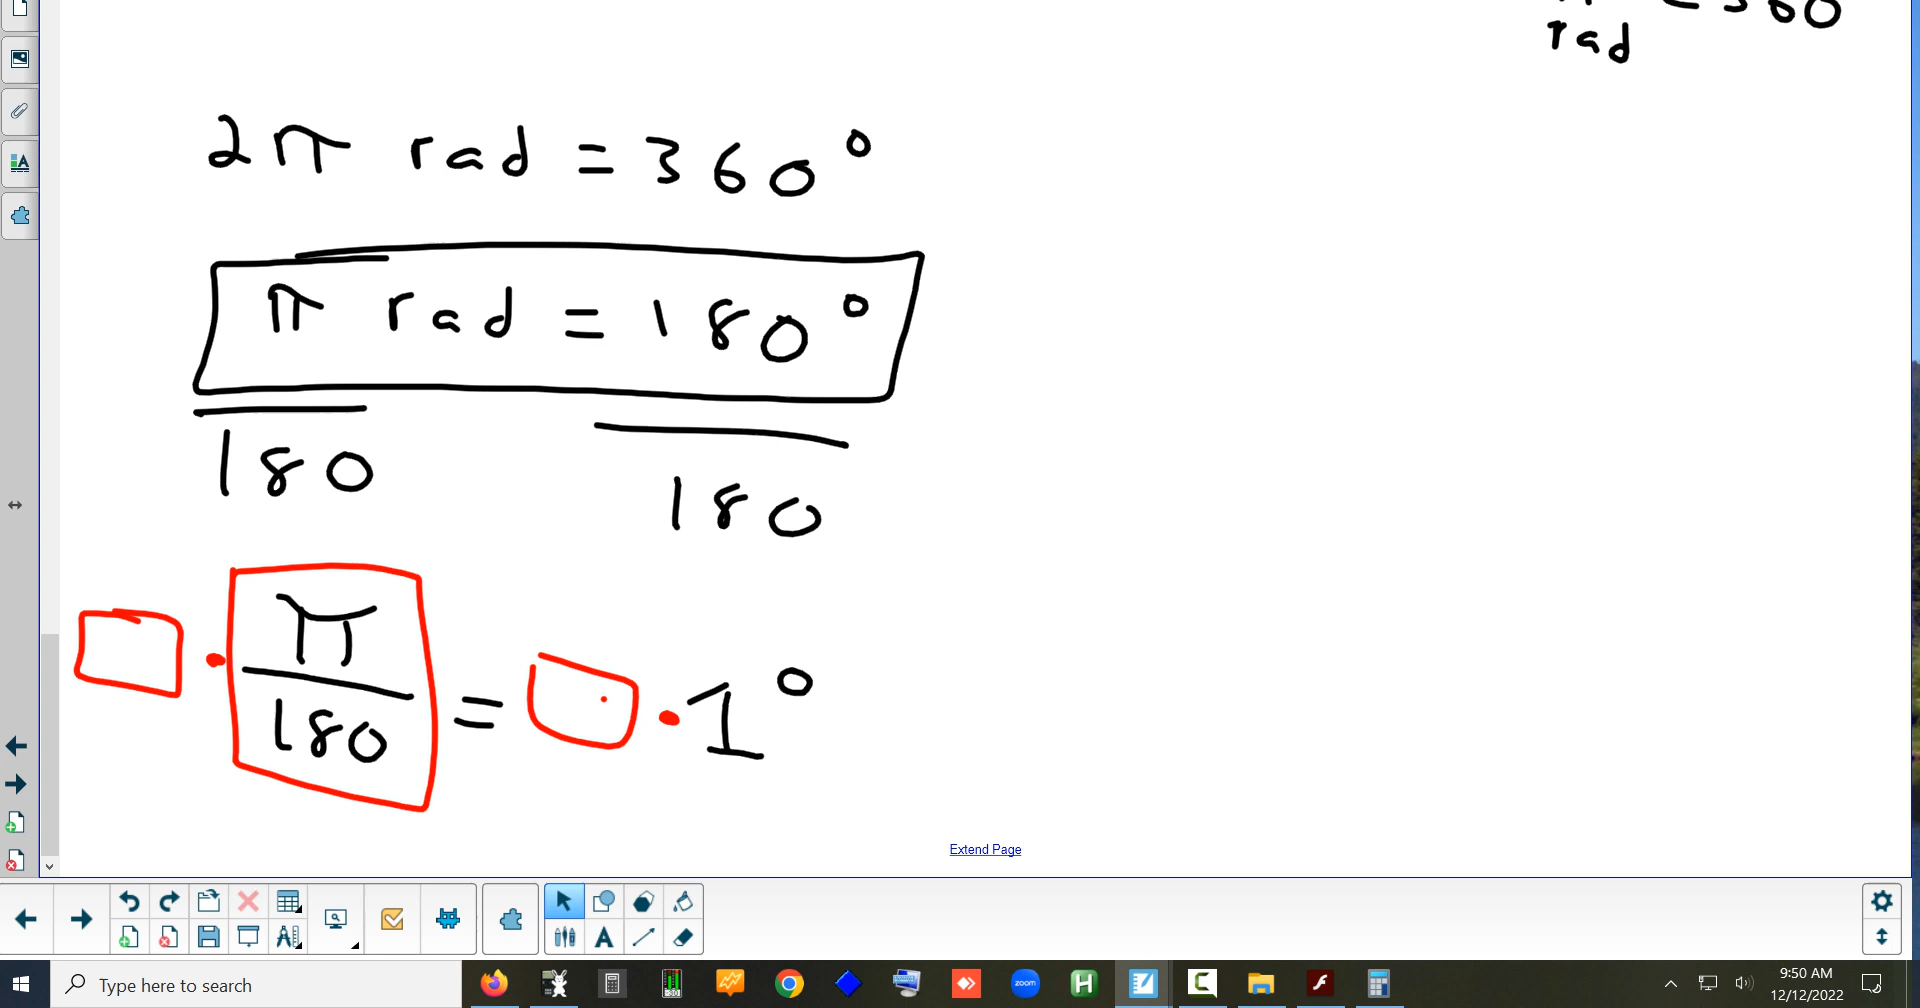 = 360
rad
2π rad = 360°
π rad = 180°
180 180
□ · π/180 = □ · 1°
Extend Page
A
A
zoom
H
C
Type here to search
9:50 AM
12/12/2022